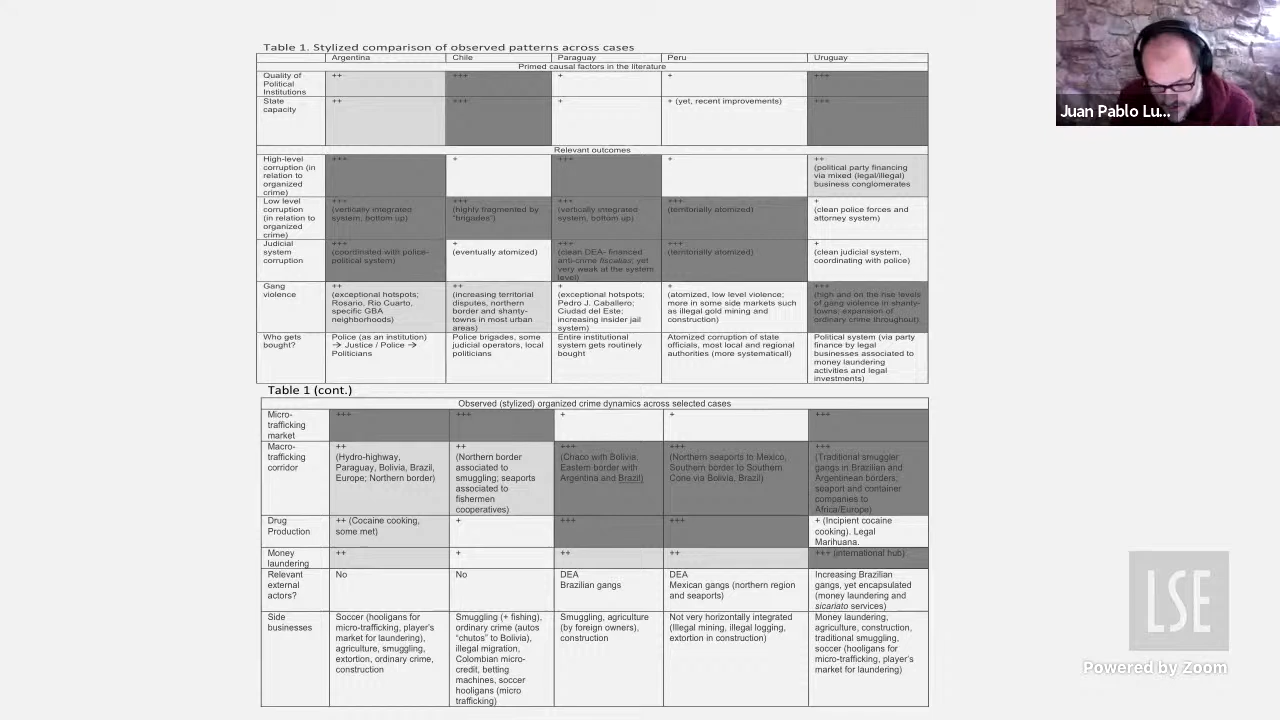 Table 1. Stylized comparison of observed patterns across cases
Argentina Chile Paraguay Peru Uruguay
Primed causal factors in the literature
Quality of
Political
Institutions
++
+++
+
+
+++
State
capacity
++
+++
+
+ (yet, recent improvements)
+++
Relevant outcomes
High-level
corruption (in
relation to
organized
crime)
+++
+
+++
+
++
(political party financing
via mixed (legal/illegal)
business conglomerates
Low level
corruption
(in relation to
organized
crime)
+++
(vertically integrated
system, bottom up)
+++
(highly fragmented by
"brigades")
+++
(vertically integrated
system, bottom up)
+++
(territorially atomized)
+
(clean police forces and
attorney system)
Judicial
system
corruption
+++
(coordinated with police-
political system)
+
(eventually atomized)
+++
(clean DEA- financed
anti-crime fiscalías; yet
very weak at the system
level)
+++
(territorially atomized)
+
(clean judicial system,
coordinating with police)
Gang
violence
++
(exceptional hotspots;
Rosario, Rio Cuarto,
specific GBA
neighborhoods)
++
(increasing territorial
disputes, northern
border and shanty-
towns in most urban
areas)
+
(exceptional hotspots;
Pedro J. Caballero;
Ciudad del Este;
increasing insider jail
system)
+
(atomized, low level violence;
more in some side markets such
as illegal gold mining and
construction)
+++
(high and on the rise levels
of gang violence in shanty-
towns; expansion of
ordinary crime throughout)
Who gets
bought?
Police (as an institution)
→ Justice / Police →
Politicians
Police brigades, some
judicial operators, local
politicians
Entire institutional
system gets routinely
bought
Atomized corruption of state
officials, most local and regional
authorities (more systematicall)
Political system (via party
finance by legal
businesses associated to
money laundering
activities and legal
investments)
Table 1 (cont.)
Observed (stylized) organized crime dynamics across selected cases
Micro-
trafficking
market
+++
+++
+
+
+++
Macro-
trafficking
corridor
++
(Hydro-highway,
Paraguay, Bolivia, Brazil,
Europe; Northern border)
++
(Northern border
associated to
smuggling; seaports
associated to
fishermen
cooperatives)
+++
(Chaco with Bolivia,
Eastern border with
Argentina and Brazil)
+++
(Northern seaports to Mexico,
Southern border to Southern
Cone via Bolivia, Brazil)
+++
(Traditional smuggler
gangs in Brazilian and
Argentinean borders;
seaport and container
companies to
Africa/Europe)
Drug
Production
++ (Cocaine cooking,
some met)
+
+++
+++
+ (Incipient cocaine
cooking). Legal
Marihuana.
Money
laundering
++
+
++
++
+++ (international hub)
Relevant
external
actors?
No
No
DEA
Brazilian gangs
DEA
Mexican gangs (northern region
and seaports)
Increasing Brazilian
gangs, yet encapsulated
(money laundering and
sicariato services)
Side
businesses
Soccer (hooligans for
micro-trafficking, player's
market for laundering),
agriculture, smuggling,
extortion, ordinary crime,
construction
Smuggling (+ fishing),
ordinary crime (autos
"chutos" to Bolivia),
illegal migration,
Colombian micro-
credit, betting
machines, soccer
hooligans (micro
trafficking)
Smuggling, agriculture
(by foreign owners),
construction
Not very horizontally integrated
(Illegal mining, illegal logging,
extortion in construction)
Money laundering,
agriculture, construction,
traditional smuggling,
soccer (hooligans for
micro-trafficking, player's
market for laundering)
Juan Pablo Lu...
LSE
Powered by Zoom